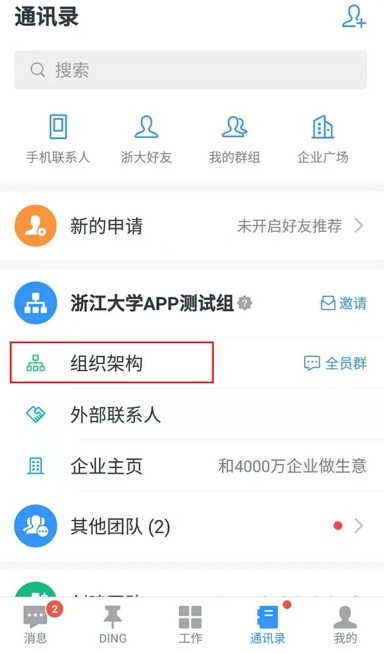 通讯录
搜索
手机联系人 浙大好友 我的群组 企业广场
新的申请 未开启好友推荐
浙江大学APP测试组 ? 邀请
组织架构 全员群
外部联系人
企业主页 和4000万企业做生意
其他团队 (2)
2
消息 DING 工作 通讯录 我的